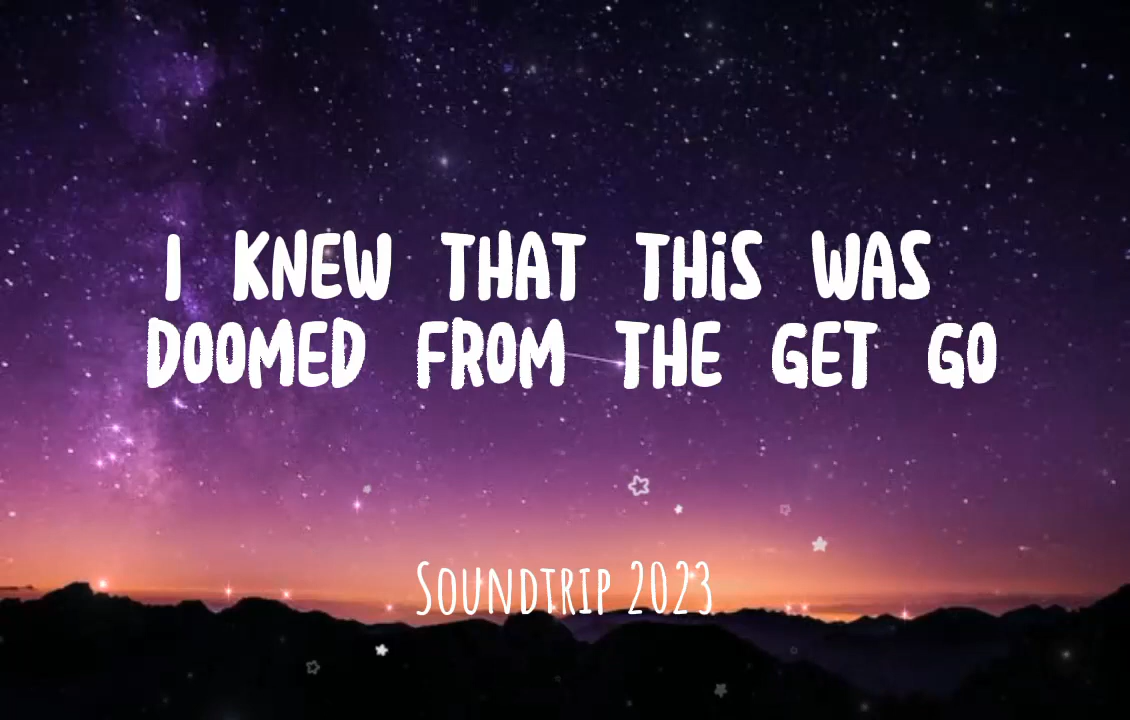 I KNEW THAT THiS WAS
DOOMED FROM THE GET GO
SOUNDTRIP 2023